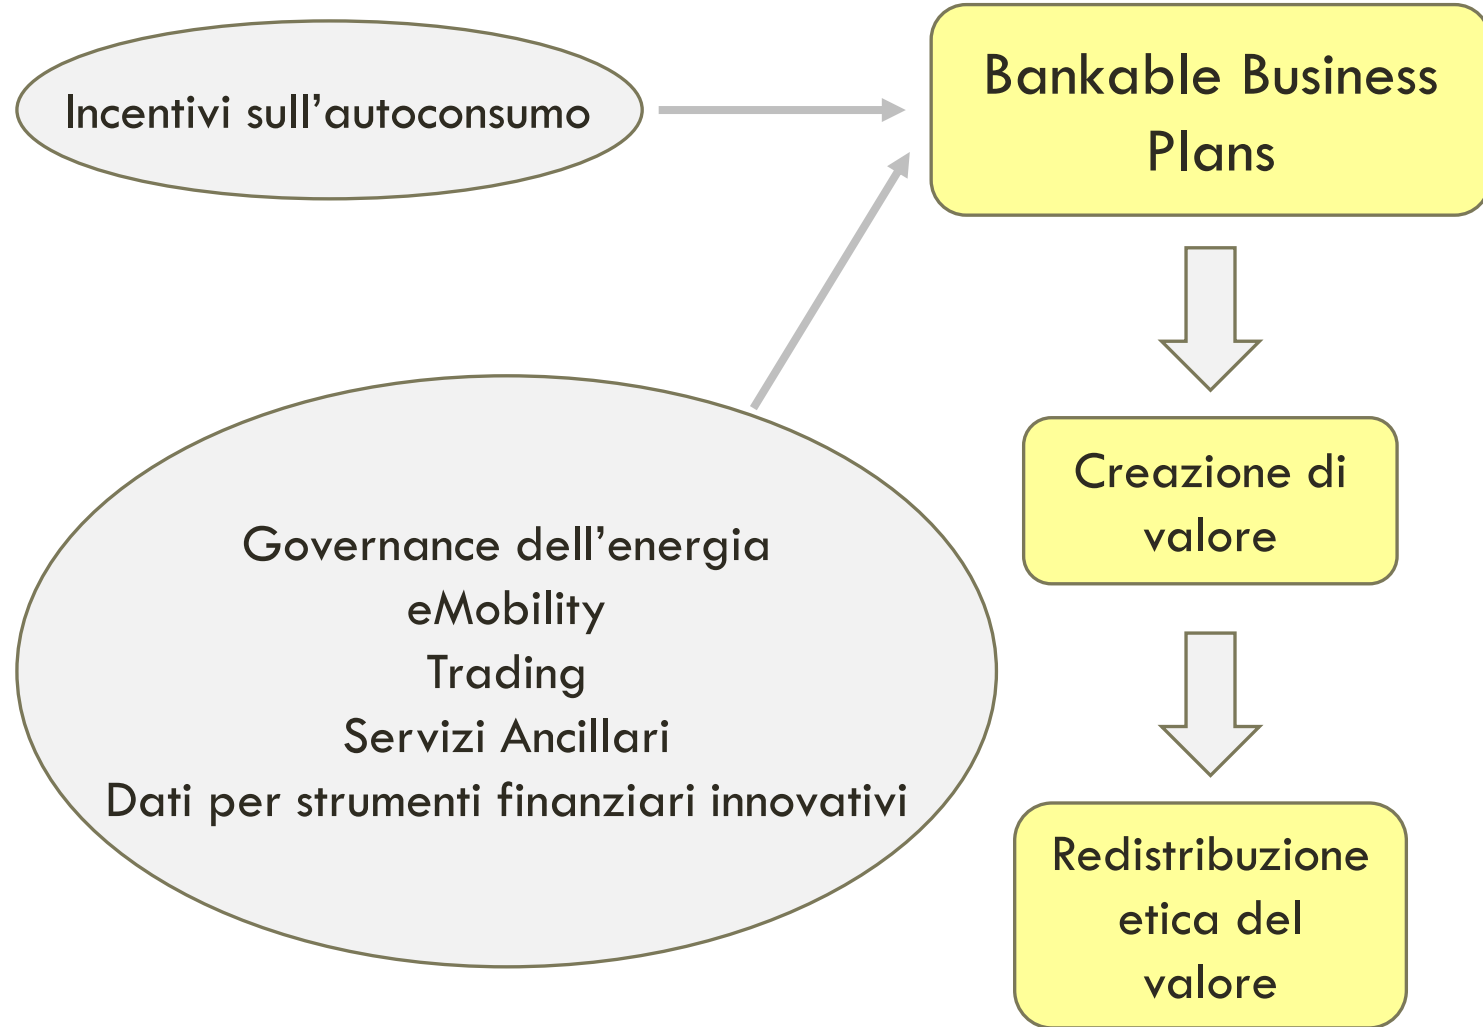 Incentivi sull’autoconsumo
Bankable Business
Plans
Governance dell’energia
eMobility
Trading
Servizi Ancillari
Dati per strumenti finanziari innovativi
Creazione di
valore
Redistribuzione
etica del
valore